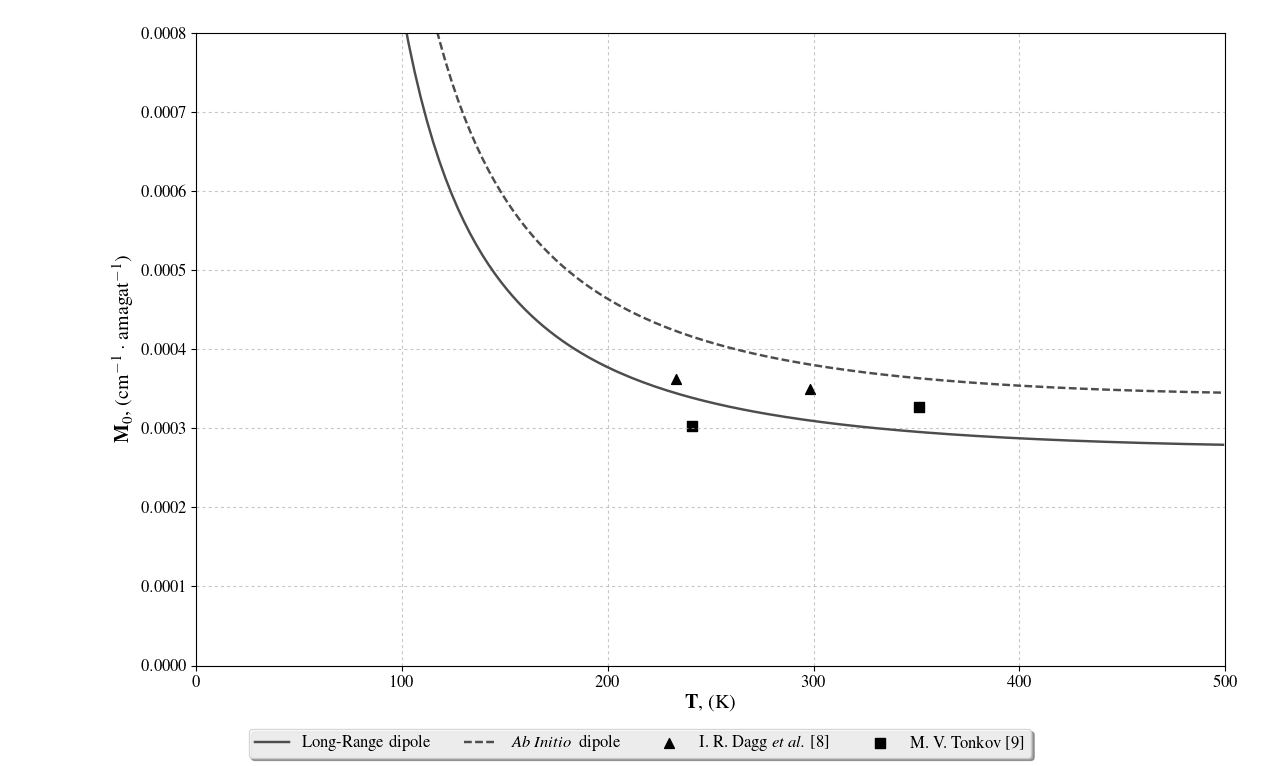 0.0008
0.0007
0.0006
0.0005
0.0004
0.0003
0.0002
0.0001
0.0000
M₀, (cm⁻¹ · amagat⁻¹)
0 100 200 300 400 500
T, (K)
Long-Range dipole Ab Initio dipole I. R. Dagg et al. [8] M. V. Tonkov [9]